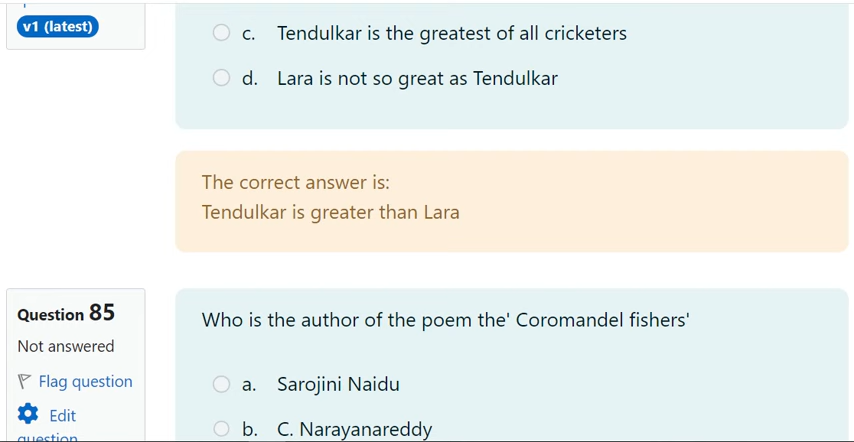 v1 (latest)
c. Tendulkar is the greatest of all cricketers
d. Lara is not so great as Tendulkar
The correct answer is:
Tendulkar is greater than Lara
Question 85
Not answered
Flag question
Edit
question
Who is the author of the poem the' Coromandel fishers'
a. Sarojini Naidu
b. C. Narayanareddy